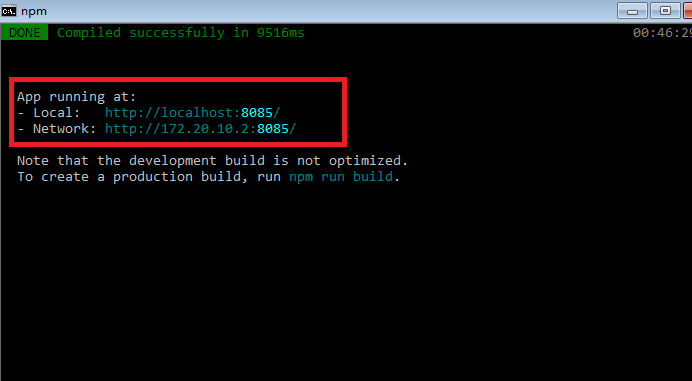 npm
DONE Compiled successfully in 9516ms 00:46:29
App running at:
- Local: http://localhost:8085/
- Network: http://172.20.10.2:8085/
Note that the development build is not optimized.
To create a production build, run npm run build.